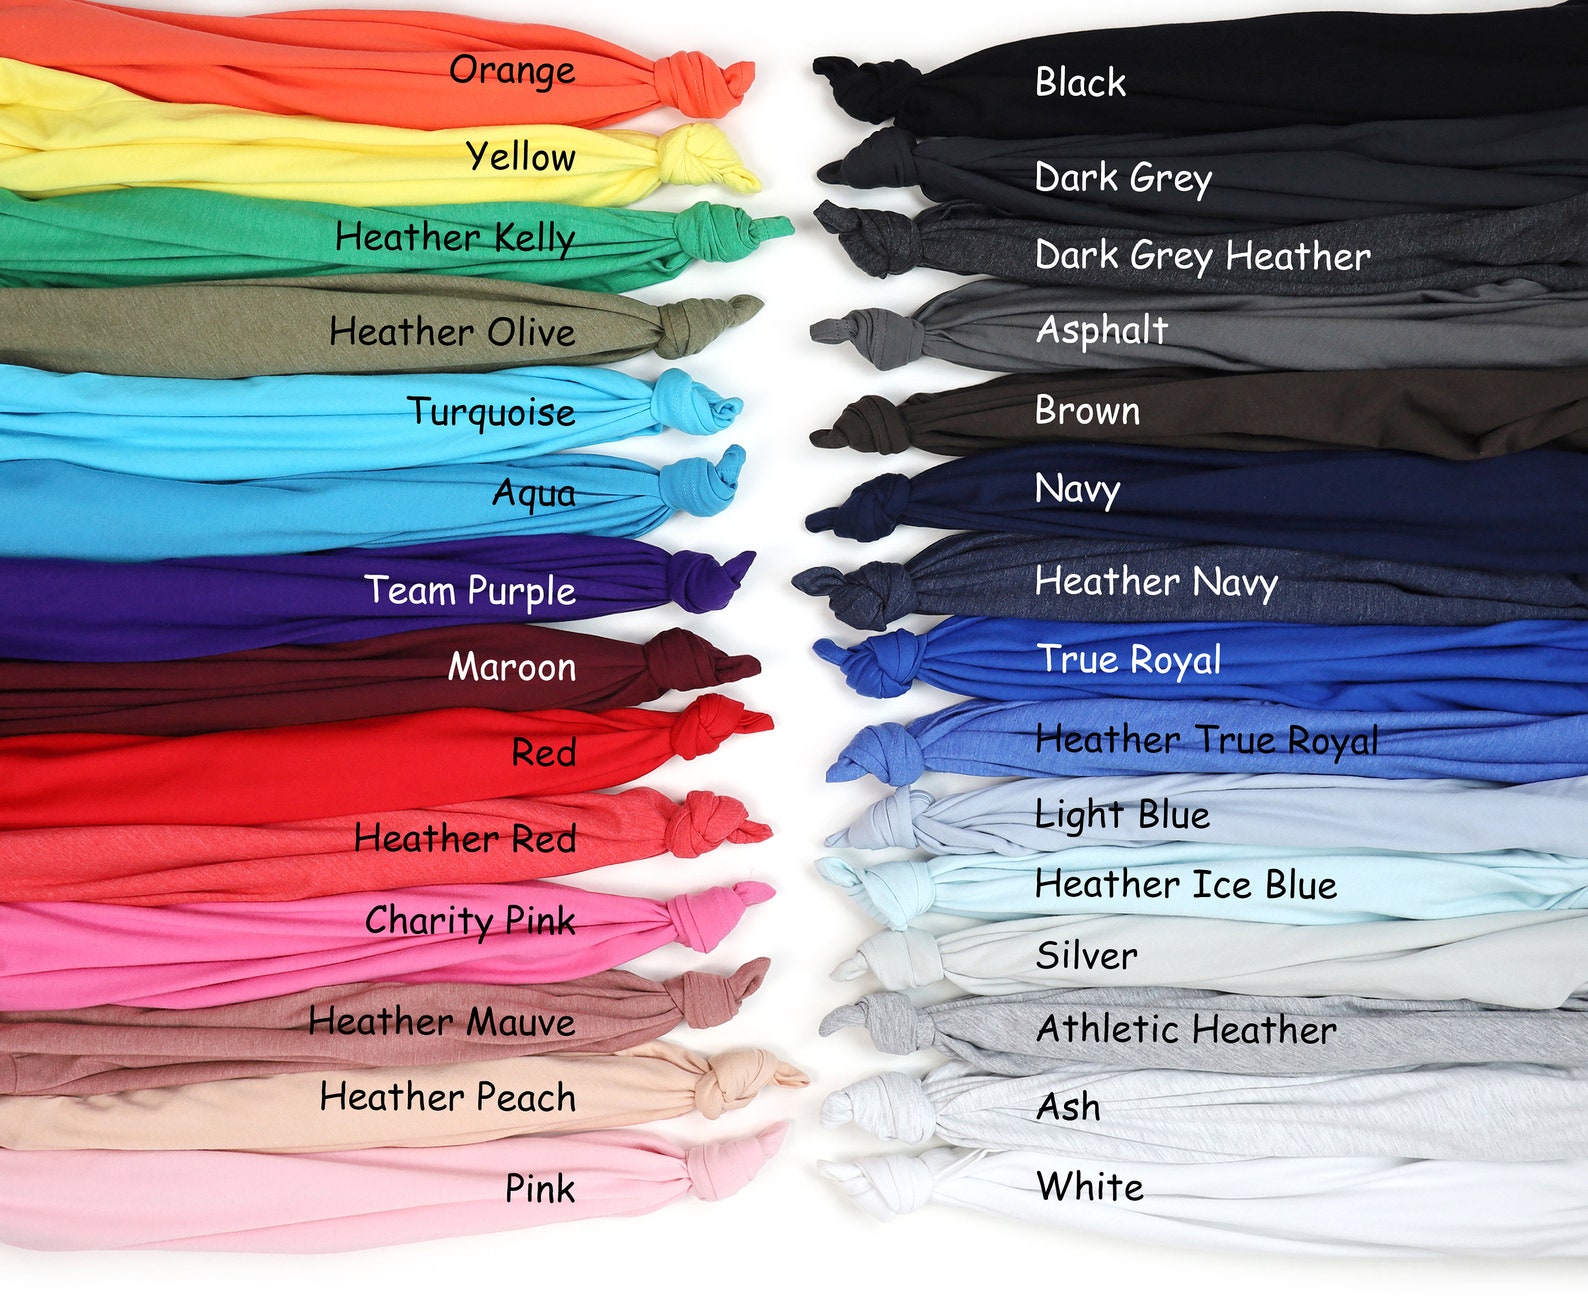 Orange
Yellow
Heather Kelly
Heather Olive
Turquoise
Aqua
Team Purple
Maroon
Red
Heather Red
Charity Pink
Heather Mauve
Heather Peach
Pink
Black
Dark Grey
Dark Grey Heather
Asphalt
Brown
Navy
Heather Navy
True Royal
Heather True Royal
Light Blue
Heather Ice Blue
Silver
Athletic Heather
Ash
White